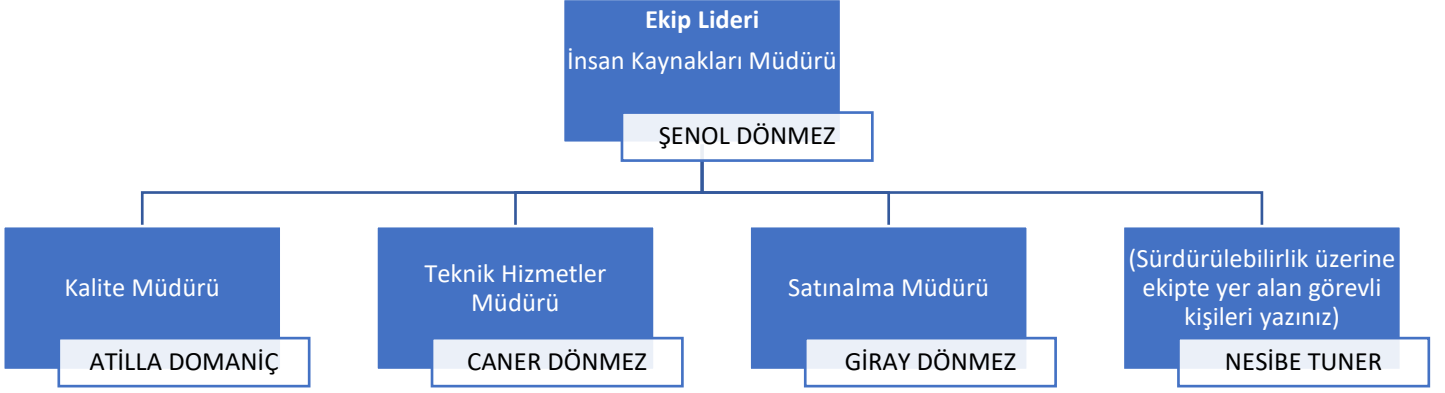 Ekip Lideri
İnsan Kaynakları Müdürü
ŞENOL DÖNMEZ
Kalite Müdürü
ATİLLA DOMANİÇ
Teknik Hizmetler
Müdürü
CANER DÖNMEZ
Satınalma Müdürü
GİRAY DÖNMEZ
(Sürdürülebilirlik üzerine
ekipte yer alan görevli
kişileri yazınız)
NESİBE TUNER